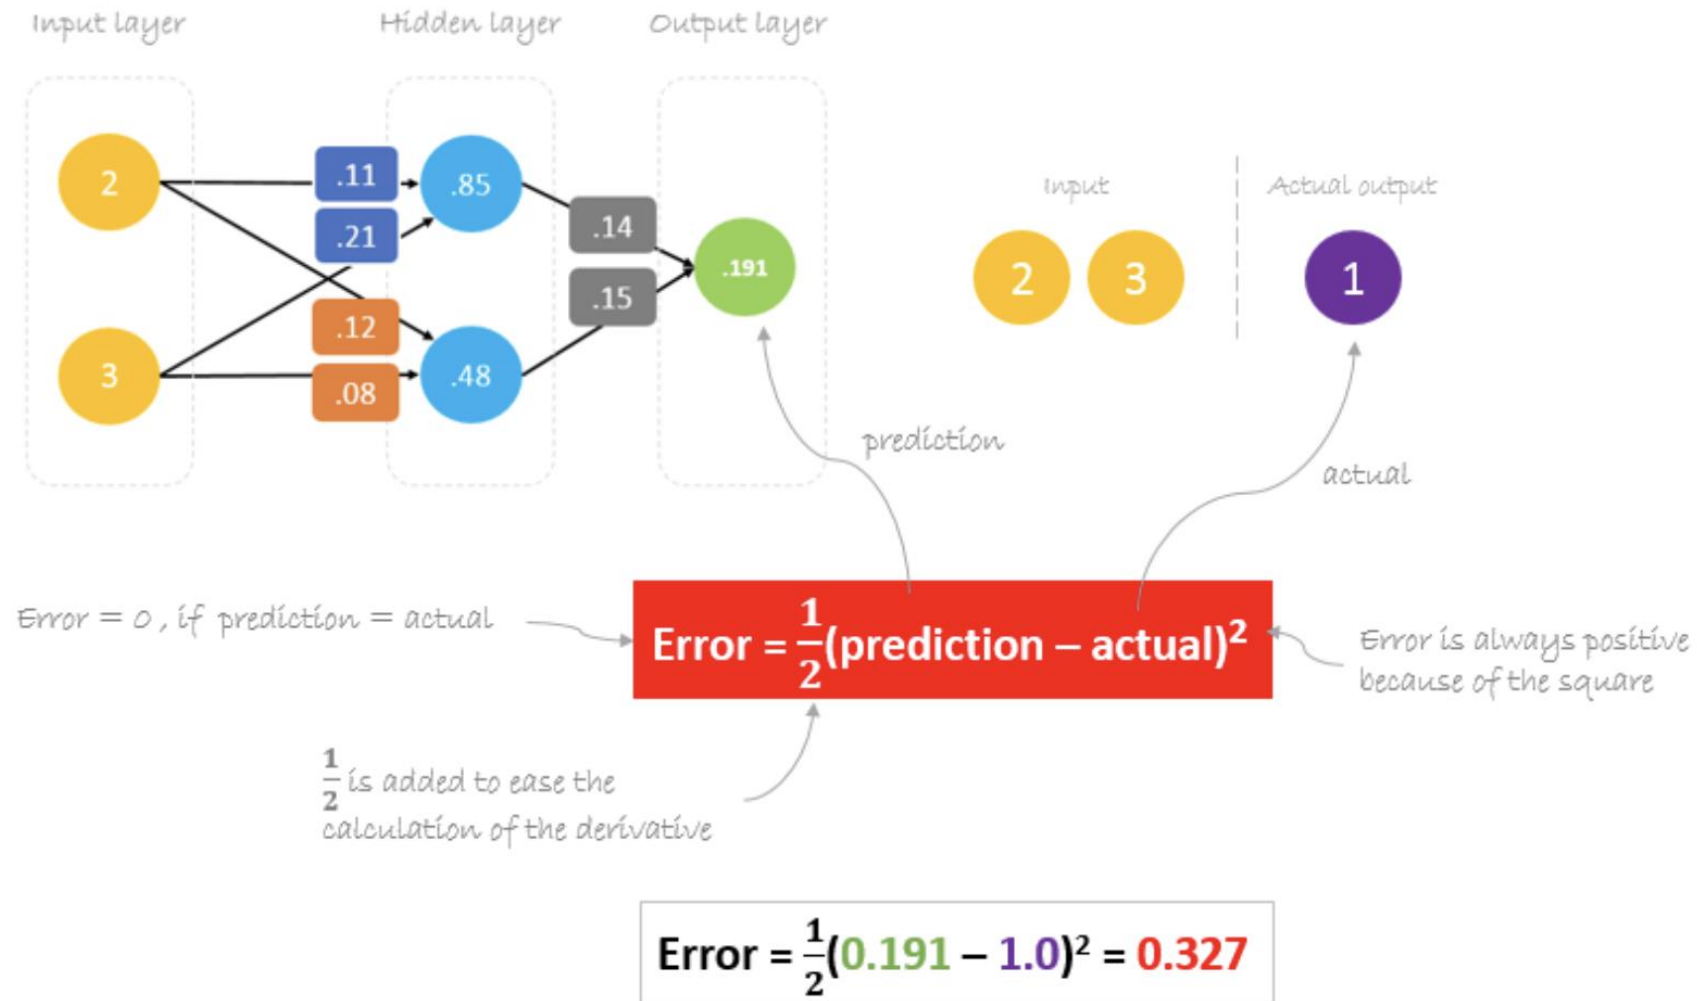 Input layer
Hidden layer
Output layer
2
.11
.85
.21
.14
.191
.15
3
.12
.48
.08
Input
Actual output
2 3
1
prediction
actual
Error = 0, if prediction = actual
Error = 1/2(prediction – actual)²
Error is always positive
because of the square
1/2 is added to ease the
calculation of the derivative
Error = 1/2(0.191 – 1.0)² = 0.327